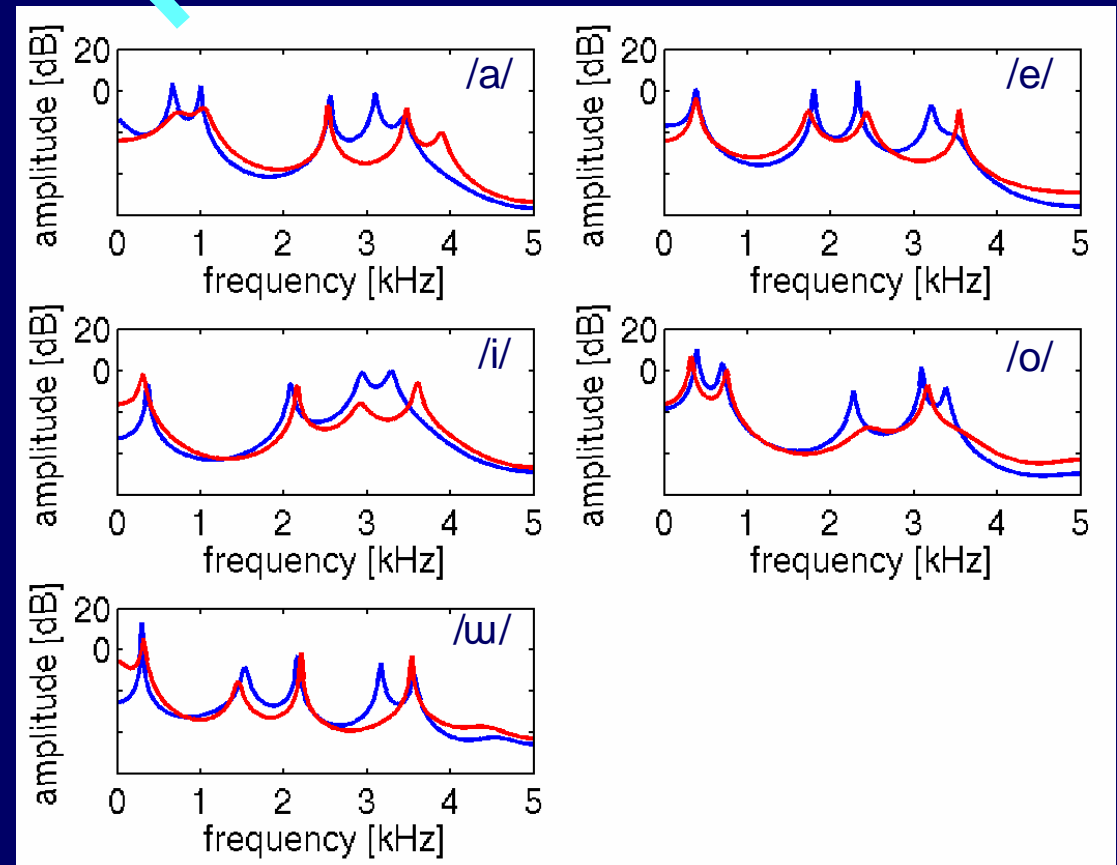 /a/
20
0
amplitude [dB]
0 1 2 3 4 5
frequency [kHz]
/e/
20
0
amplitude [dB]
0 1 2 3 4 5
frequency [kHz]
/i/
20
0
amplitude [dB]
0 1 2 3 4 5
frequency [kHz]
/o/
20
0
amplitude [dB]
0 1 2 3 4 5
frequency [kHz]
/ɯ/
20
0
amplitude [dB]
0 1 2 3 4 5
frequency [kHz]